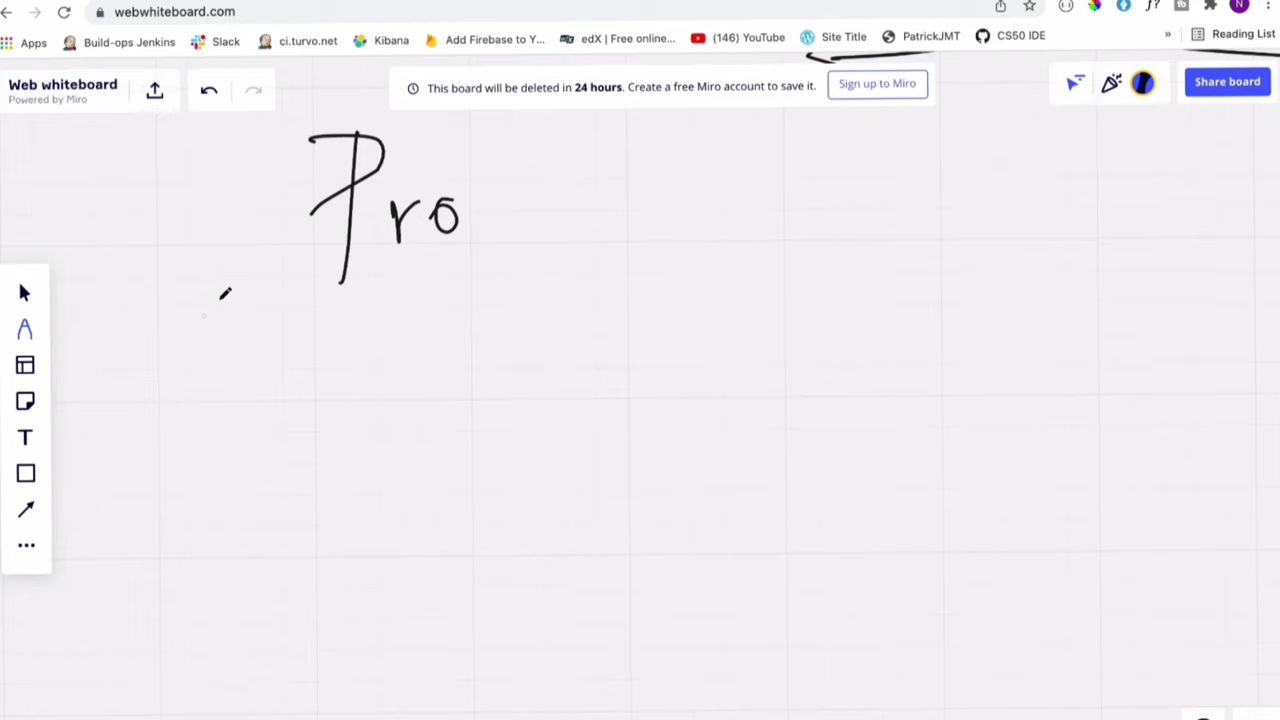 webwhiteboard.com
Apps Build-ops Jenkins Slack ci.turvo.net Kibana Add Firebase to Y... edX | Free online... (146) YouTube Site Title PatrickJMT CS50 IDE » Reading List
Web whiteboard
Powered by Miro
This board will be deleted in 24 hours. Create a free Miro account to save it. Sign up to Miro
Share board
Pro
T